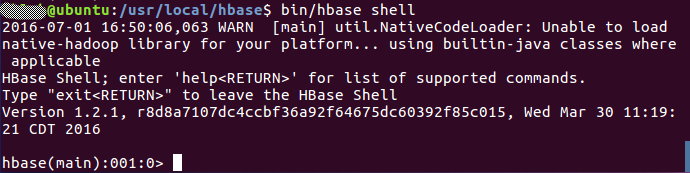 @ubuntu:/usr/local/hbase$ bin/hbase shell
2016-07-01 16:50:06,063 WARN  [main] util.NativeCodeLoader: Unable to load
native-hadoop library for your platform... using builtin-java classes where
 applicable
HBase Shell; enter 'help<RETURN>' for list of supported commands.
Type "exit<RETURN>" to leave the HBase Shell
Version 1.2.1, r8d8a7107dc4ccbf36a92f64675dc60392f85c015, Wed Mar 30 11:19:
21 CDT 2016
hbase(main):001:0>